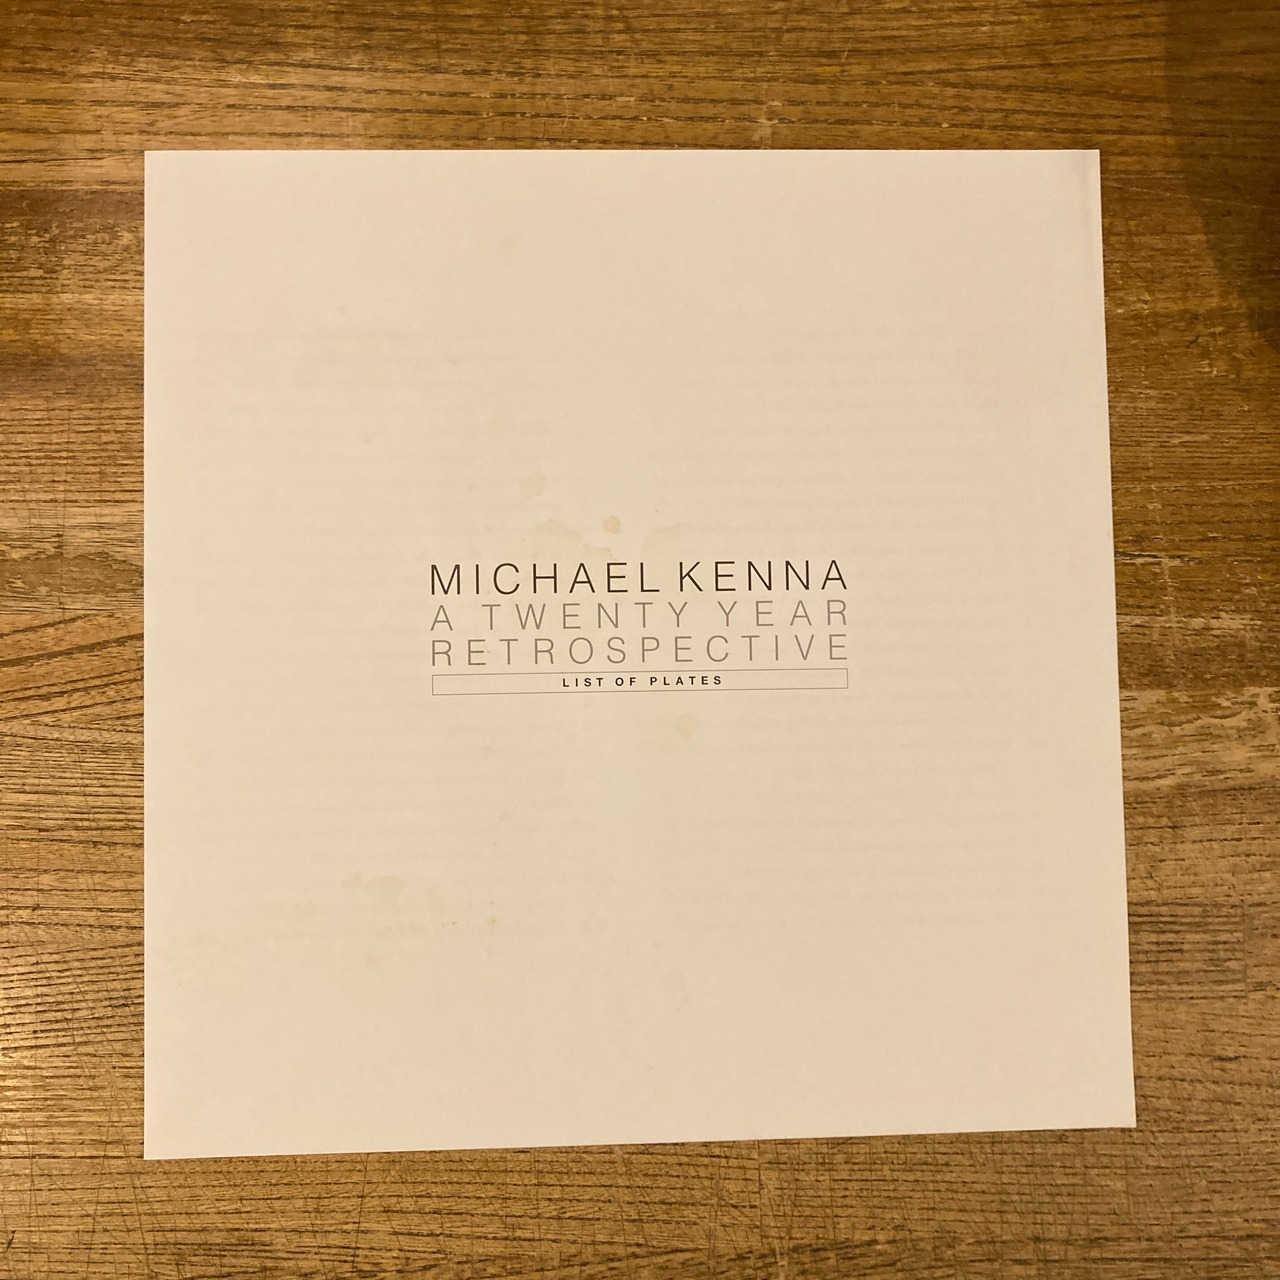 MICHAEL KENNA
A TWENTY YEAR
RETROSPECTIVE
LIST OF PLATES